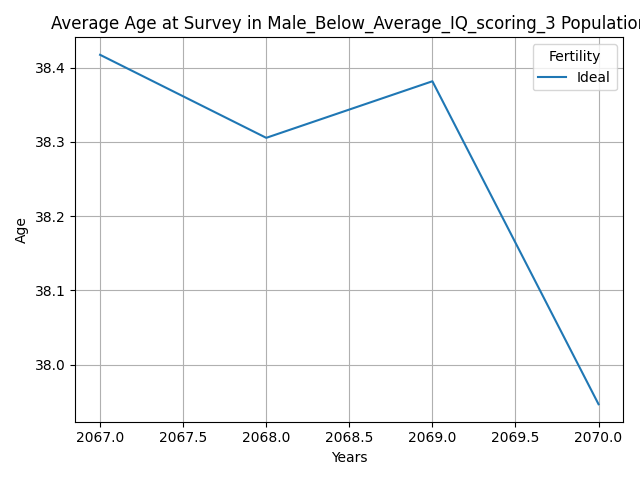 Average Age at Survey in Male_Below_Average_IQ_scoring_3 Population
Fertility
Ideal
Age
38.4
38.3
38.2
38.1
38.0
2067.0 2067.5 2068.0 2068.5 2069.0 2069.5 2070.0
Years